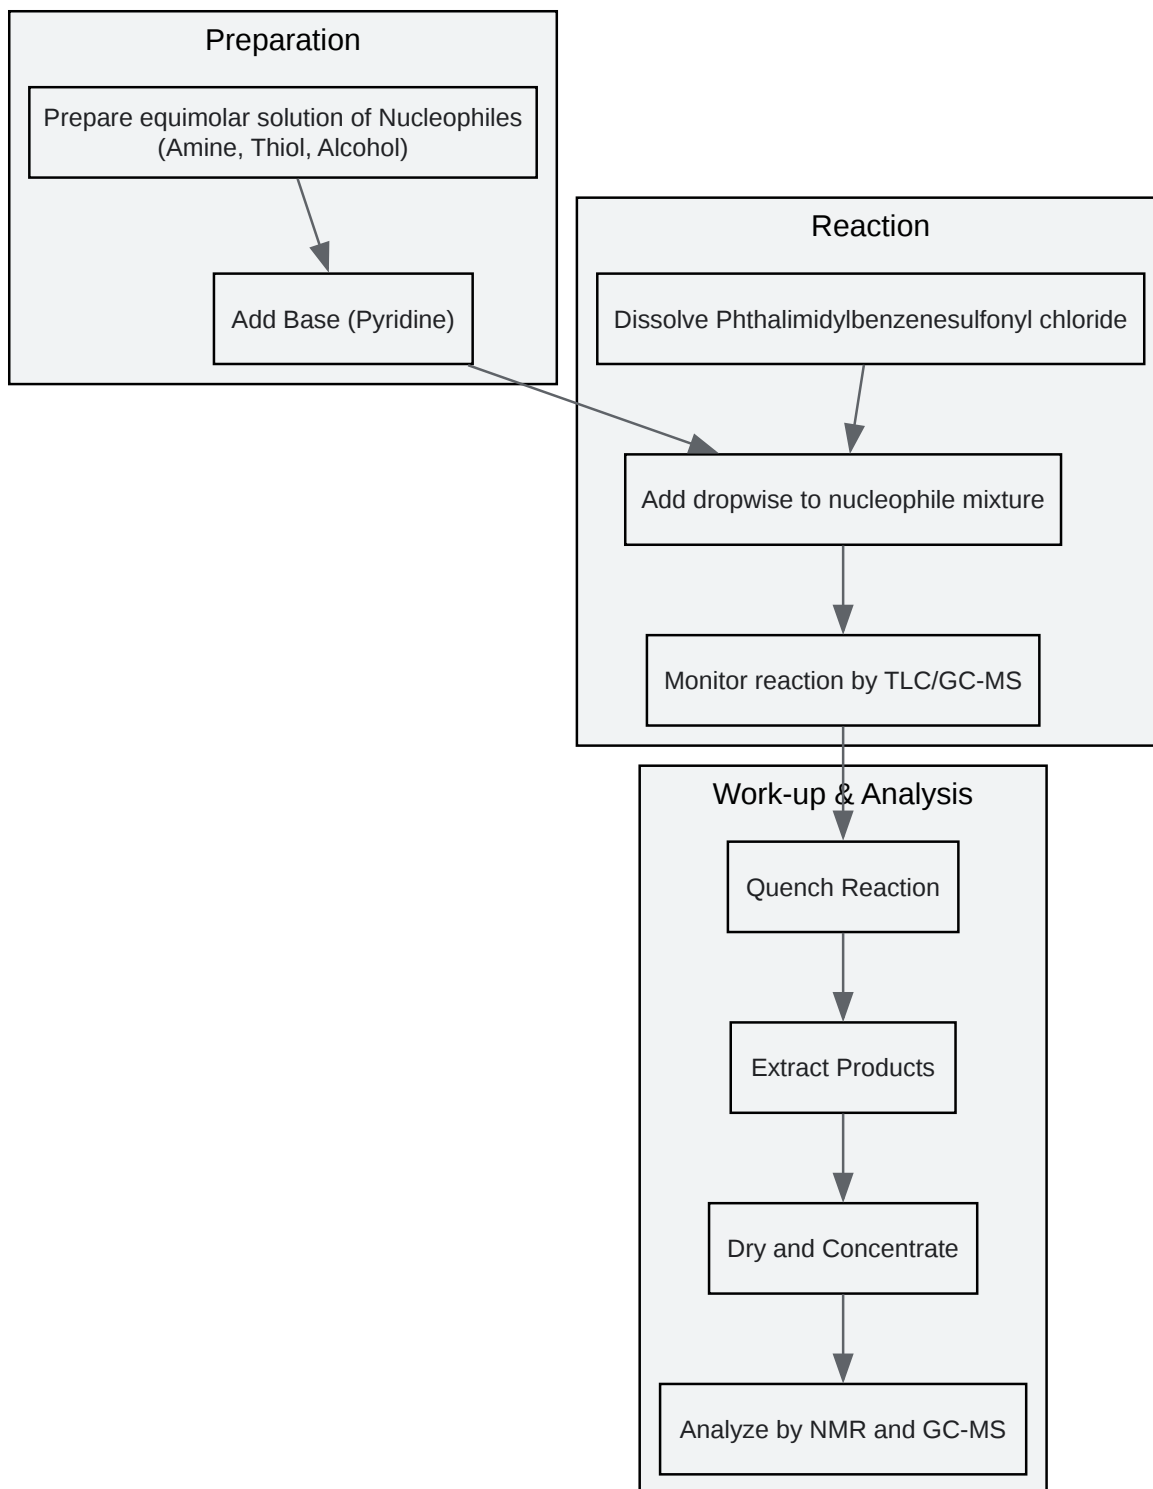 Preparation
Prepare equimolar solution of Nucleophiles
(Amine, Thiol, Alcohol)
Add Base (Pyridine)
Reaction
Dissolve Phthalimidylbenzenesulfonyl chloride
Add dropwise to nucleophile mixture
Monitor reaction by TLC/GC-MS
Work-up & Analysis
Quench Reaction
Extract Products
Dry and Concentrate
Analyze by NMR and GC-MS